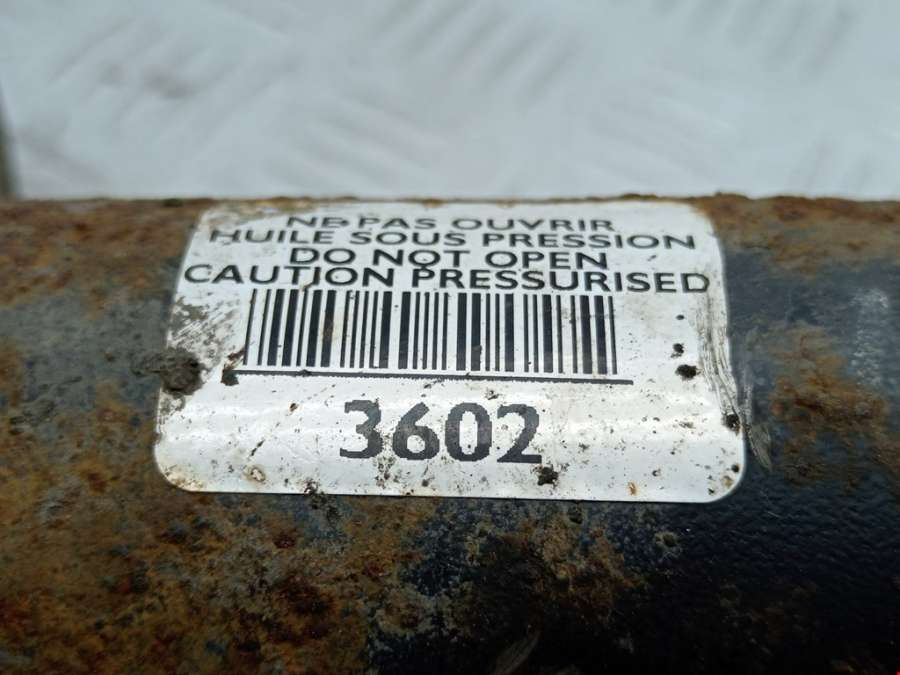 NE PAS OUVRIR
HUILE SOUS PRESSION
DO NOT OPEN
CAUTION PRESSURISED
3602